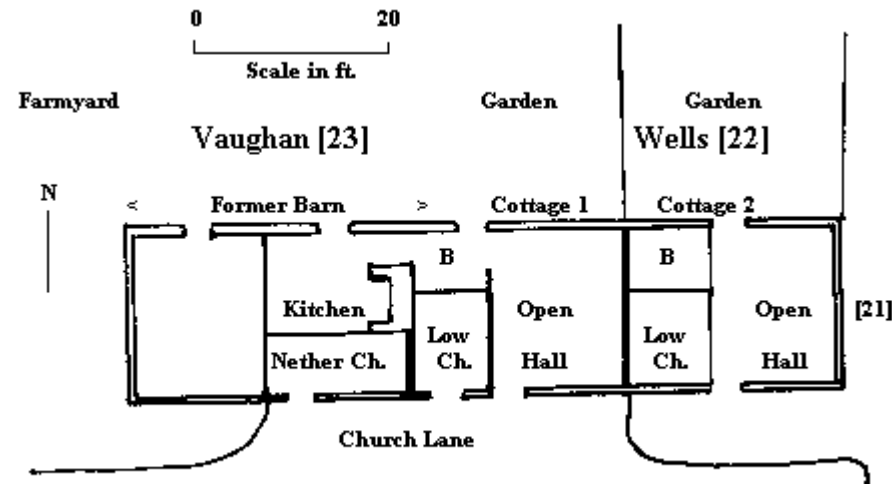 0 20
Scale in ft.
Farmyard Garden Garden
Vaughan [23] Wells [22]
N
< Former Barn > Cottage 1 Cottage 2
B B
Kitchen Open Open [21]
Low Low
Nether Ch. Ch. Hall Ch. Hall
Church Lane